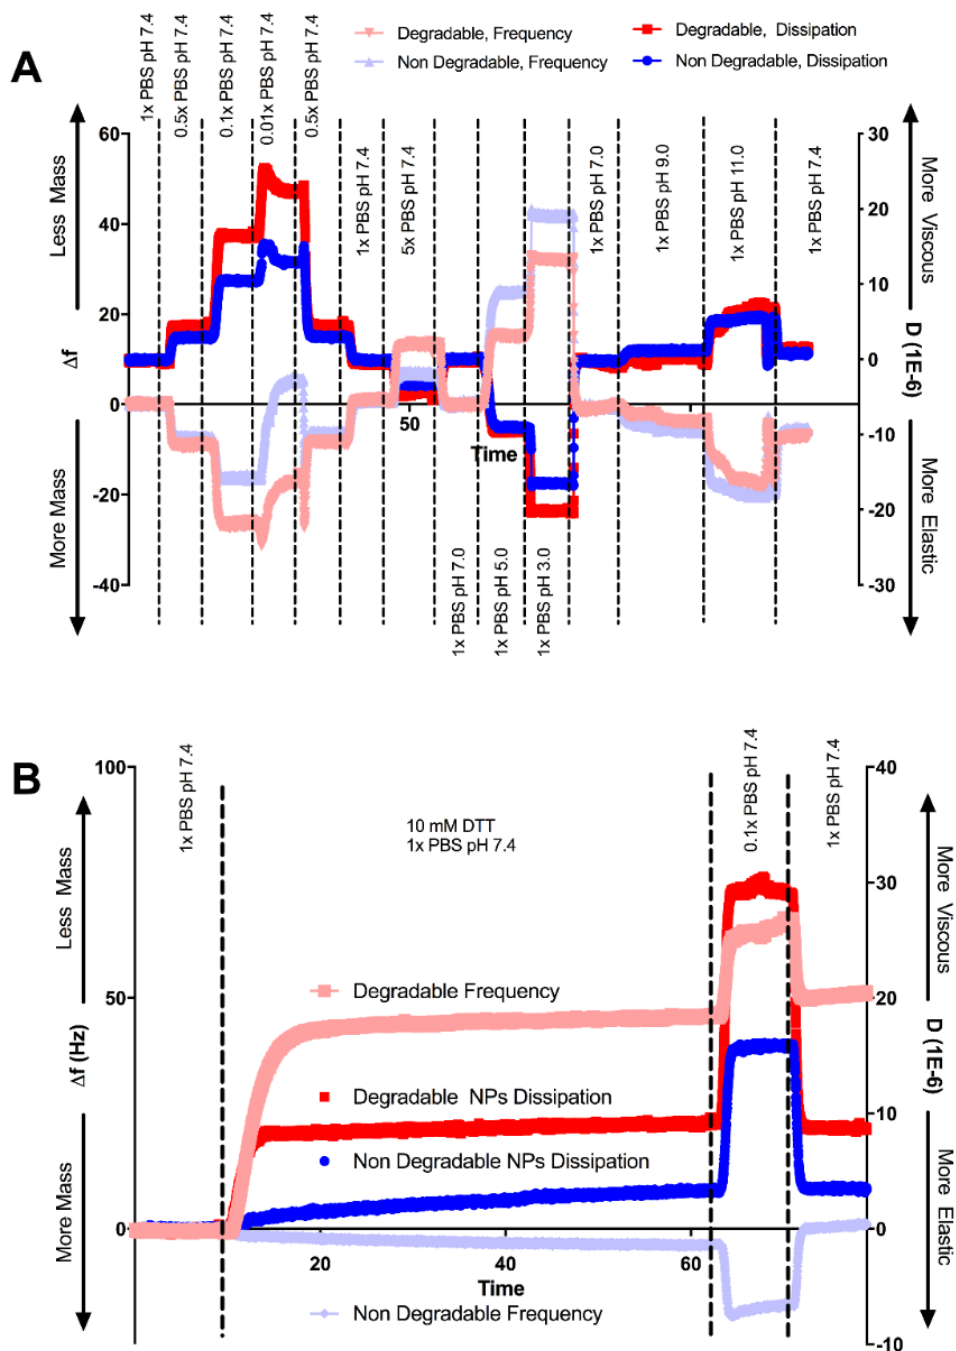 A
Degradable, Frequency
Degradable, Dissipation
Non Degradable, Frequency
Non Degradable, Dissipation
1x PBS pH 7.4
0.5x PBS pH 7.4
0.1x PBS pH 7.4
0.01x PBS pH 7.4
0.5x PBS pH 7.4
1x PBS pH 7.4
5x PBS pH 7.4
1x PBS pH 7.0
1x PBS pH 9.0
1x PBS pH 11.0
1x PBS pH 7.4
1x PBS pH 7.0
1x PBS pH 5.0
1x PBS pH 3.0
Less Mass
Δf
More Mass
60
40
20
0
-20
-40
50
Time
30
20
10
0
-10
-20
-30
More Viscous
D (1E-6)
More Elastic
B
1x PBS pH 7.4
10 mM DTT
1x PBS pH 7.4
0.1x PBS pH 7.4
1x PBS pH 7.4
Less Mass
Δf (Hz)
More Mass
100
50
0
Degradable Frequency
Degradable NPs Dissipation
Non Degradable NPs Dissipation
Non Degradable Frequency
20
40
60
Time
40
30
20
10
0
-10
More Viscous
D (1E-6)
More Elastic